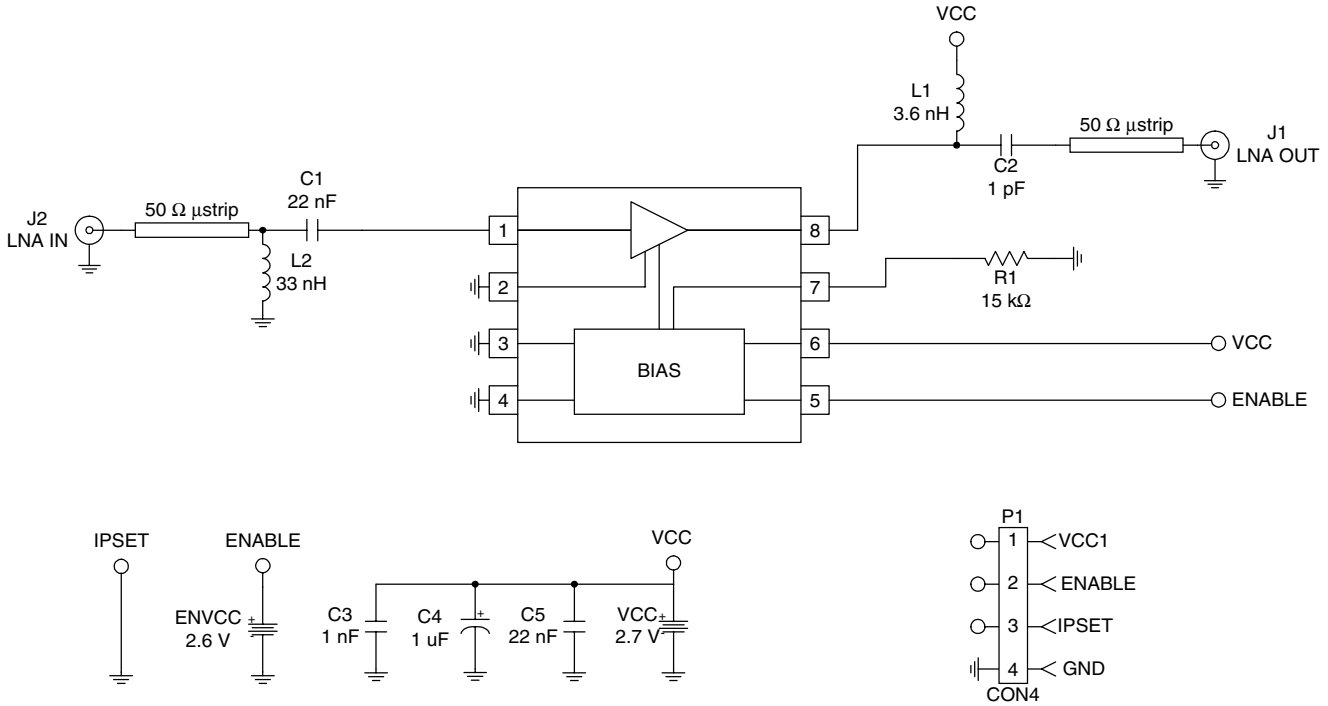 VCC
L1
3.6 nH
50 Ω μstrip
J1
LNA OUT
C2
1 pF
C1
22 nF
50 Ω μstrip
J2
LNA IN
L2
33 nH
1
2
3
4
BIAS
8
7
6
5
R1
15 kΩ
VCC
ENABLE
IPSET
ENABLE
ENVCC
2.6 V
+
-
VCC
C3
1 nF
C4
1 uF
+
C5
22 nF
VCC
2.7 V
+
-
P1
1 VCC1
2 ENABLE
3 IPSET
4 GND
CON4